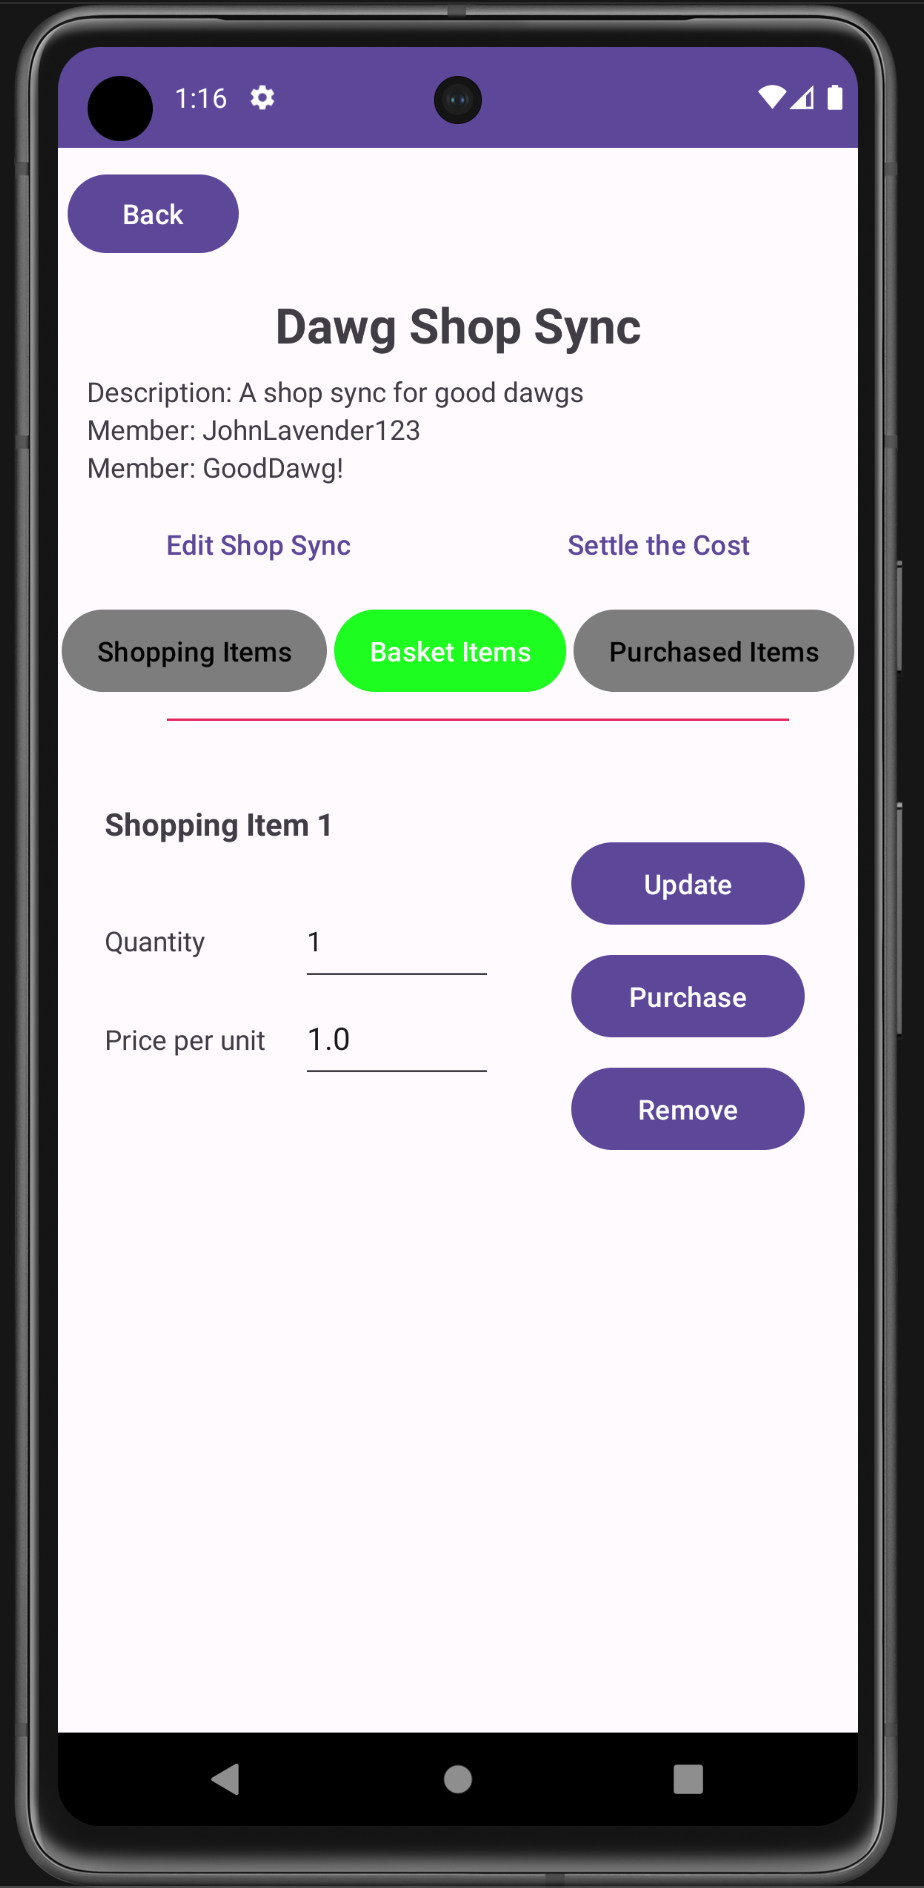 1:16
Back
Dawg Shop Sync
Description: A shop sync for good dawgs
Member: JohnLavender123
Member: GoodDawg!
Edit Shop Sync Settle the Cost
Shopping Items Basket Items Purchased Items
Shopping Item 1
Update
Quantity 1
Purchase
Price per unit 1.0
Remove